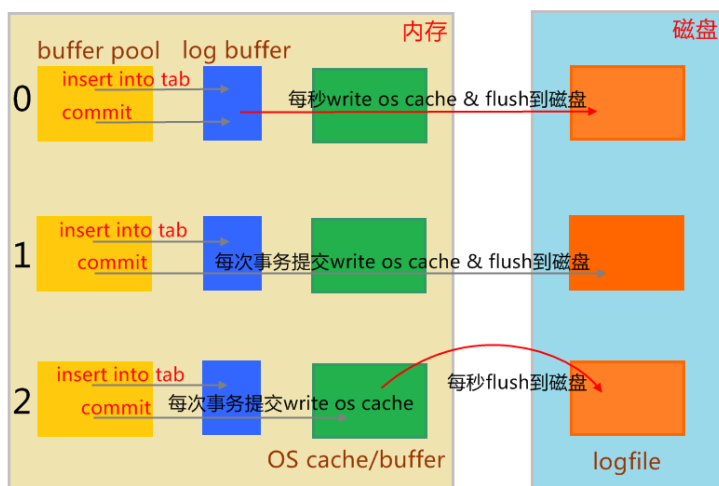 内存
磁盘
buffer pool
log buffer
0
insert into tab
commit
每秒write os cache & flush到磁盘
1
insert into tab
commit
每次事务提交write os cache & flush到磁盘
2
insert into tab
commit
每次事务提交write os cache
每秒flush到磁盘
OS cache/buffer
logfile